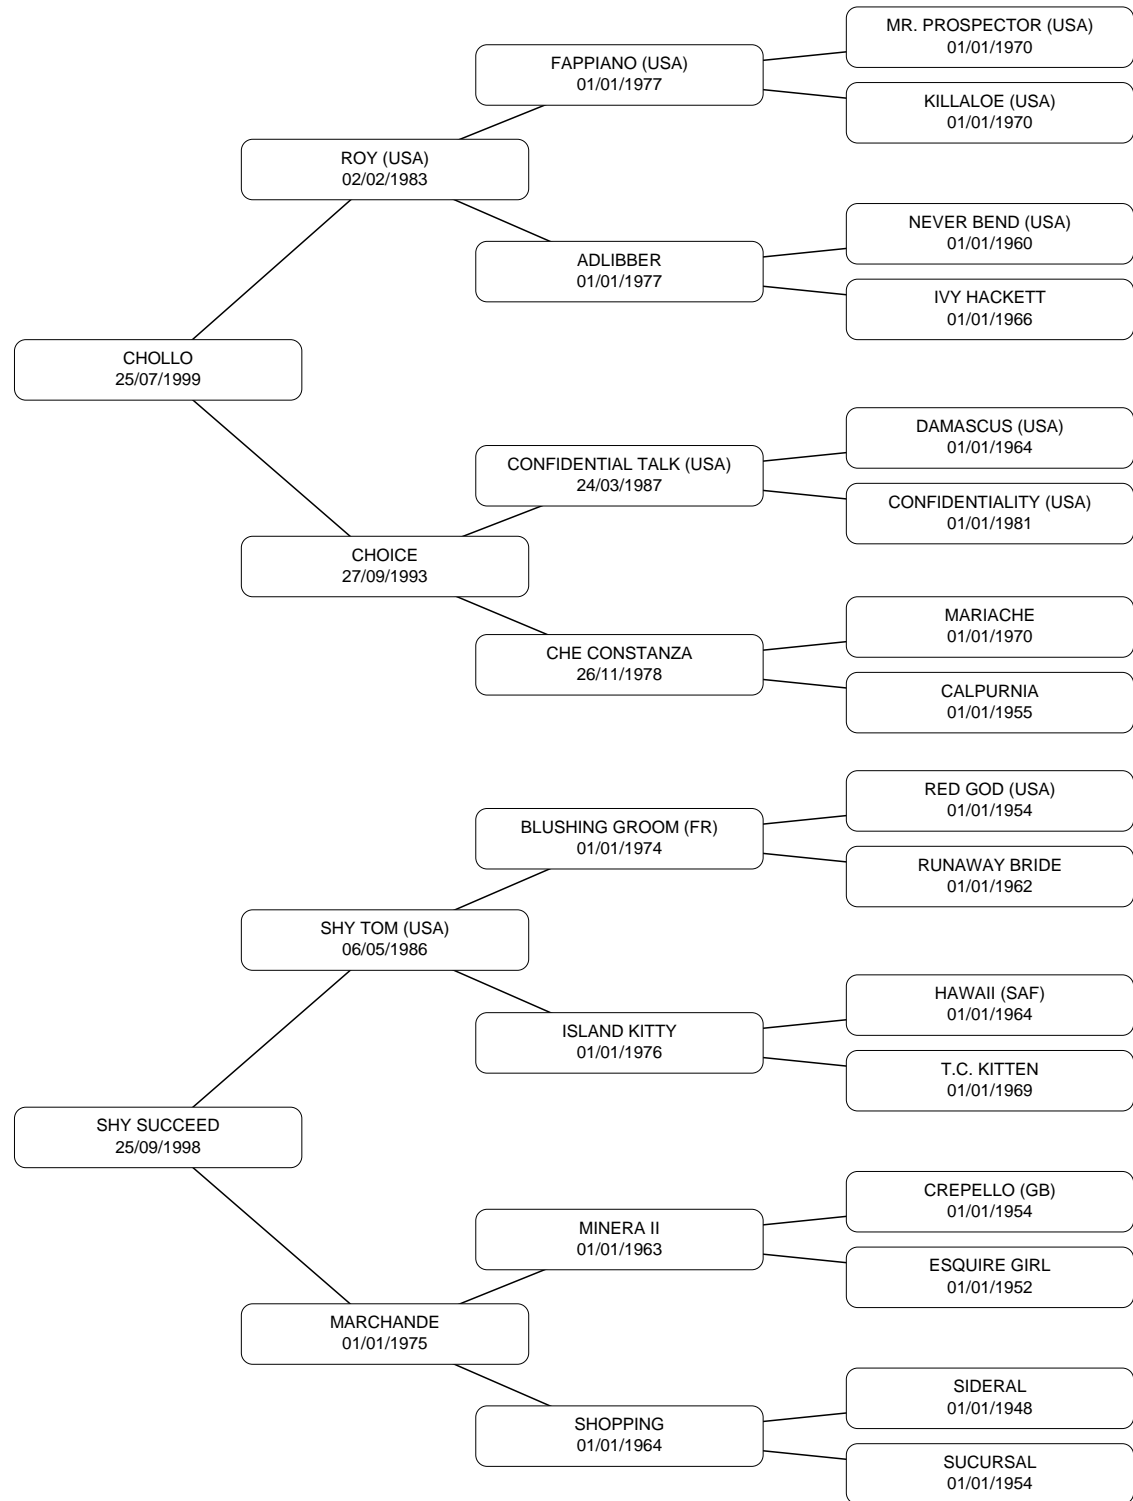 MR. PROSPECTOR (USA)
01/01/1970
FAPPIANO (USA)
01/01/1977
KILLALOE (USA)
01/01/1970
ROY (USA)
02/02/1983
NEVER BEND (USA)
01/01/1960
ADLIBBER
01/01/1977
IVY HACKETT
01/01/1966
CHOLLO
25/07/1999
DAMASCUS (USA)
01/01/1964
CONFIDENTIAL TALK (USA)
24/03/1987
CONFIDENTIALITY (USA)
01/01/1981
CHOICE
27/09/1993
MARIACHE
01/01/1970
CHE CONSTANZA
26/11/1978
CALPURNIA
01/01/1955
RED GOD (USA)
01/01/1954
BLUSHING GROOM (FR)
01/01/1974
RUNAWAY BRIDE
01/01/1962
SHY TOM (USA)
06/05/1986
HAWAII (SAF)
01/01/1964
ISLAND KITTY
01/01/1976
T.C. KITTEN
01/01/1969
SHY SUCCEED
25/09/1998
CREPELLO (GB)
01/01/1954
MINERA II
01/01/1963
ESQUIRE GIRL
01/01/1952
MARCHANDE
01/01/1975
SIDERAL
01/01/1948
SHOPPING
01/01/1964
SUCURSAL
01/01/1954